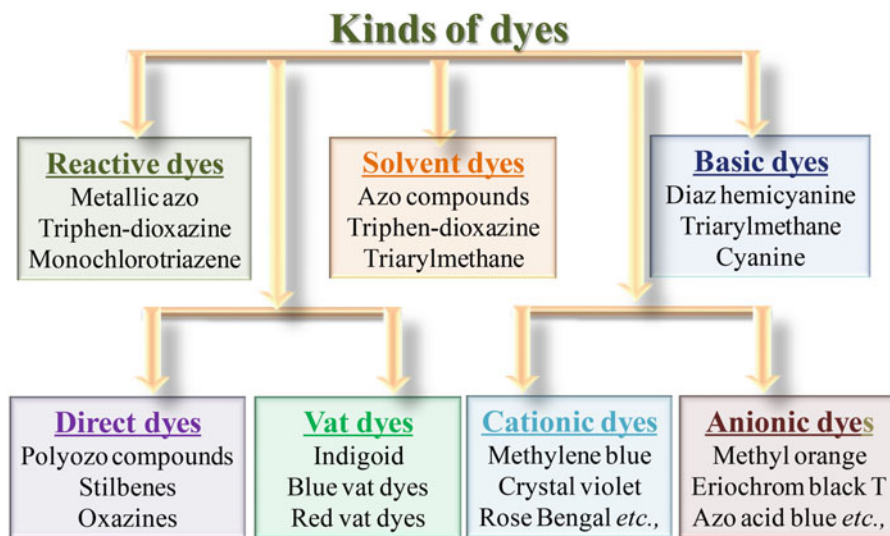 Kinds of dyes
Reactive dyes
Metallic azo
Triphen-dioxazine
Monochlorotriazene
Solvent dyes
Azo compounds
Triphen-dioxazine
Triarylmethane
Basic dyes
Diaz hemicyanine
Triarylmethane
Cyanine
Direct dyes
Polyozo compounds
Stilbenes
Oxazines
Vat dyes
Indigoid
Blue vat dyes
Red vat dyes
Cationic dyes
Methylene blue
Crystal violet
Rose Bengal etc.,
Anionic dyes
Methyl orange
Eriochrom black T
Azo acid blue etc.,